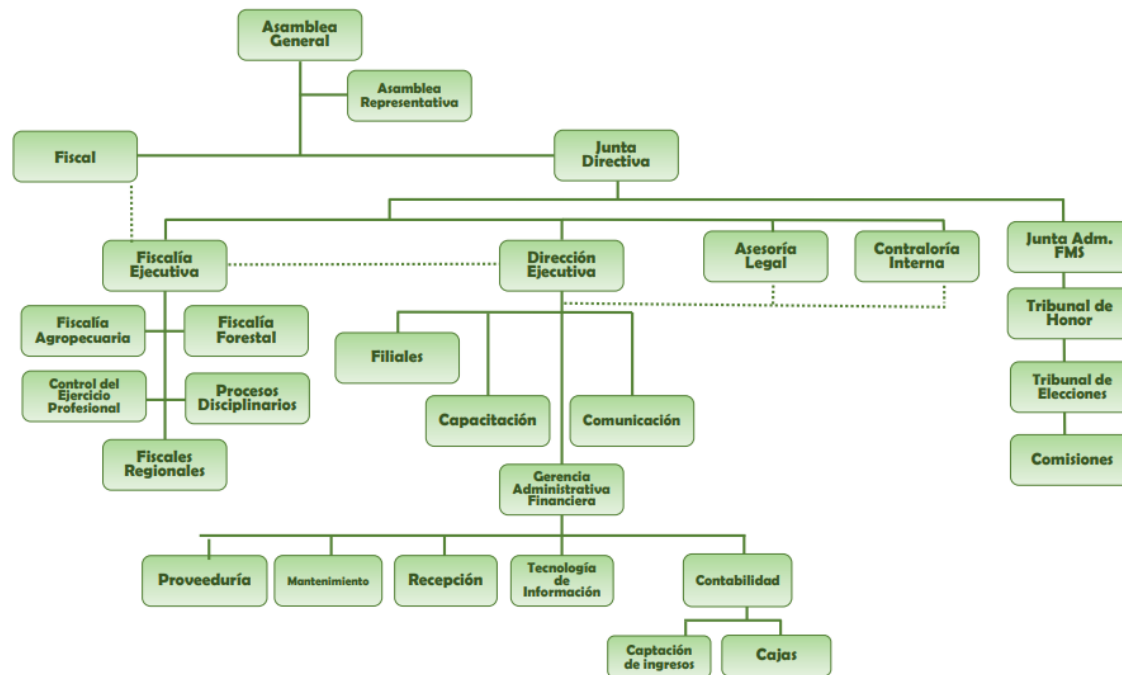 Asamblea
General
Asamblea
Representativa
Fiscal
Junta
Directiva
Fiscalía
Ejecutiva
Dirección
Ejecutiva
Asesoría
Legal
Contraloría
Interna
Junta Adm.
FMS
Fiscalía
Agropecuaria
Fiscalía
Forestal
Filiales
Tribunal de
Honor
Control del
Ejercicio
Profesional
Procesos
Disciplinarios
Capacitación
Comunicación
Tribunal de
Elecciones
Fiscales
Regionales
Comisiones
Gerencia
Administrativa
Financiera
Proveeduría
Mantenimiento
Recepción
Tecnología
de
Información
Contabilidad
Captación
de ingresos
Cajas